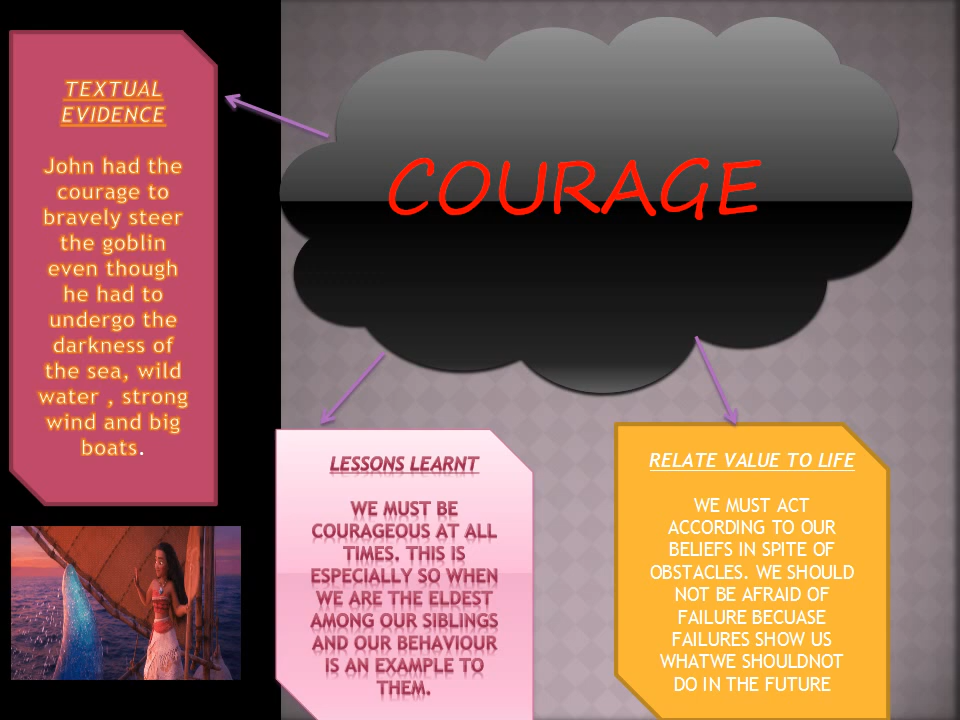 COURAGE
TEXTUAL
EVIDENCE
John had the
courage to
bravely steer
the goblin
even though
he had to
undergo the
darkness of
the sea, wild
water , strong
wind and big
boats.
LESSONS LEARNT
WE MUST BE
COURAGEOUS AT ALL
TIMES. THIS IS
ESPECIALLY SO WHEN
WE ARE THE ELDEST
AMONG OUR SIBLINGS
AND OUR BEHAVIOUR
IS AN EXAMPLE TO
THEM.
RELATE VALUE TO LIFE
WE MUST ACT
ACCORDING TO OUR
BELIEFS IN SPITE OF
OBSTACLES. WE SHOULD
NOT BE AFRAID OF
FAILURE BECUASE
FAILURES SHOW US
WHATWE SHOULDNOT
DO IN THE FUTURE